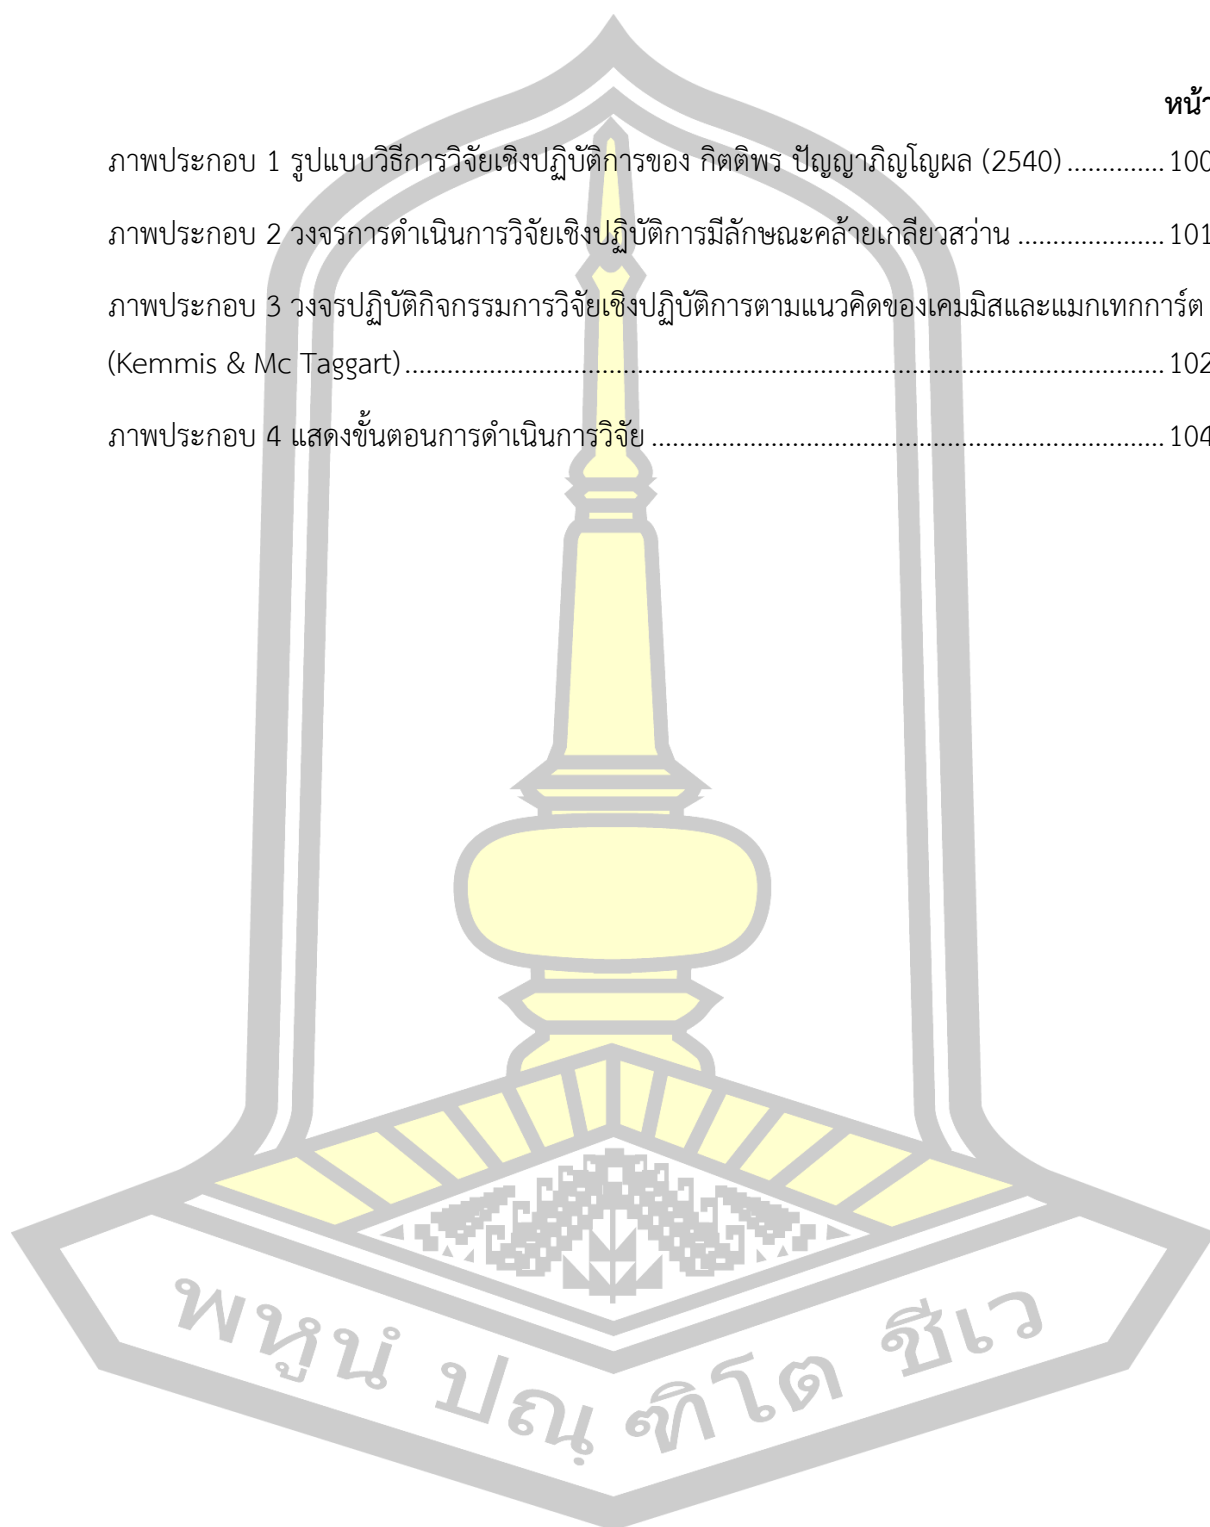 หน้า
ภาพประกอบ 1 รูปแบบวิธีการวิจัยเชิงปฏิบัติการของ กิตติพร ปัญญาภิญโญผล (2540) ............. 100
ภาพประกอบ 2 วงจรการดำเนินการวิจัยเชิงปฏิบัติการมีลักษณะคล้ายเกลียวสว่าน ..................... 101
ภาพประกอบ 3 วงจรปฏิบัติกิจกรรมการวิจัยเชิงปฏิบัติการตามแนวคิดของเคมมิสและแมกเทกการ์ต
(Kemmis & Mc Taggart) ............................................................................................................ 102
ภาพประกอบ 4 แสดงขั้นตอนการดำเนินการวิจัย ......................................................................... 104
พหูนํ ปณฺฑิโต ชีเว